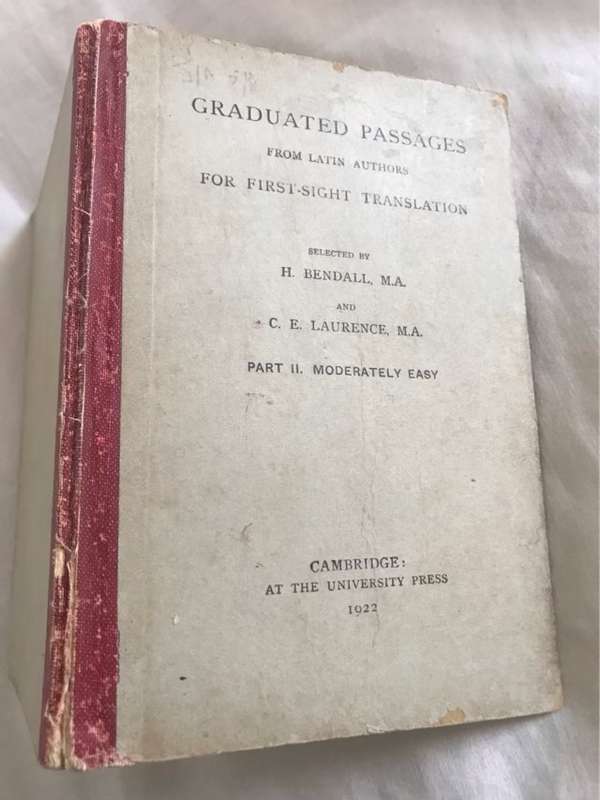 GRADUATED PASSAGES
FROM LATIN AUTHORS
FOR FIRST-SIGHT TRANSLATION
SELECTED BY
H. BENDALL, M.A.
AND
C. E. LAURENCE, M.A.
PART II. MODERATELY EASY
CAMBRIDGE:
AT THE UNIVERSITY PRESS
1922